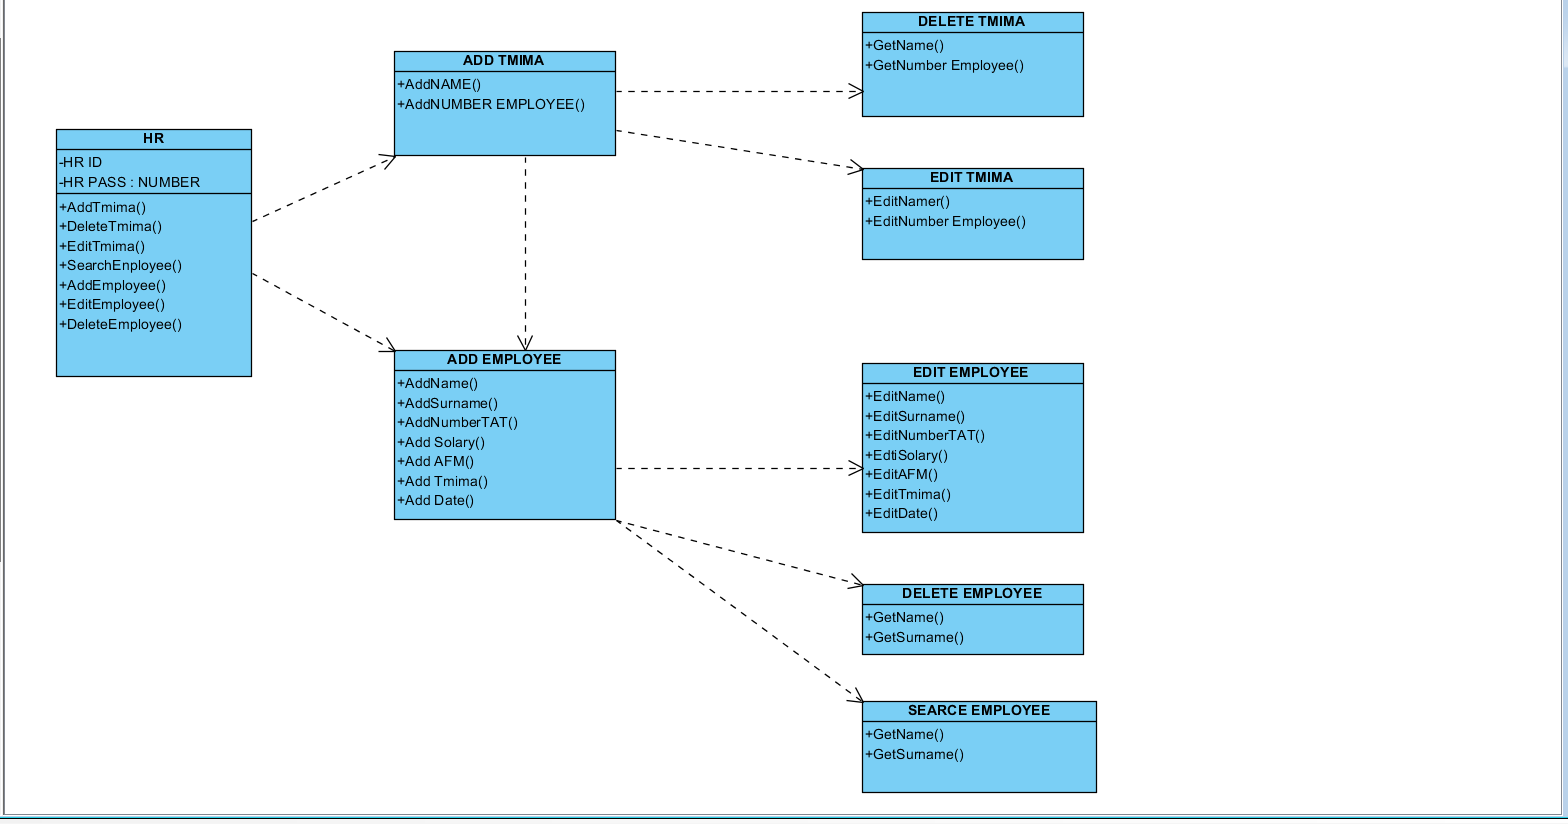 HR
-HR ID
-HR PASS : NUMBER
+AddTmima()
+DeleteTmima()
+EditTmima()
+SearchEnployee()
+AddEmployee()
+EditEmployee()
+DeleteEmployee()
ADD TMIMA
+AddNAME()
+AddNUMBER EMPLOYEE()
ADD EMPLOYEE
+AddName()
+AddSurname()
+AddNumberTAT()
+Add Solary()
+Add AFM()
+Add Tmima()
+Add Date()
DELETE TMIMA
+GetName()
+GetNumber Employee()
EDIT TMIMA
+EditNamer()
+EditNumber Employee()
EDIT EMPLOYEE
+EditName()
+EditSurname()
+EditNumberTAT()
+EdtiSolary()
+EditAFM()
+EditTmima()
+EditDate()
DELETE EMPLOYEE
+GetName()
+GetSurname()
SEARCE EMPLOYEE
+GetName()
+GetSurname()